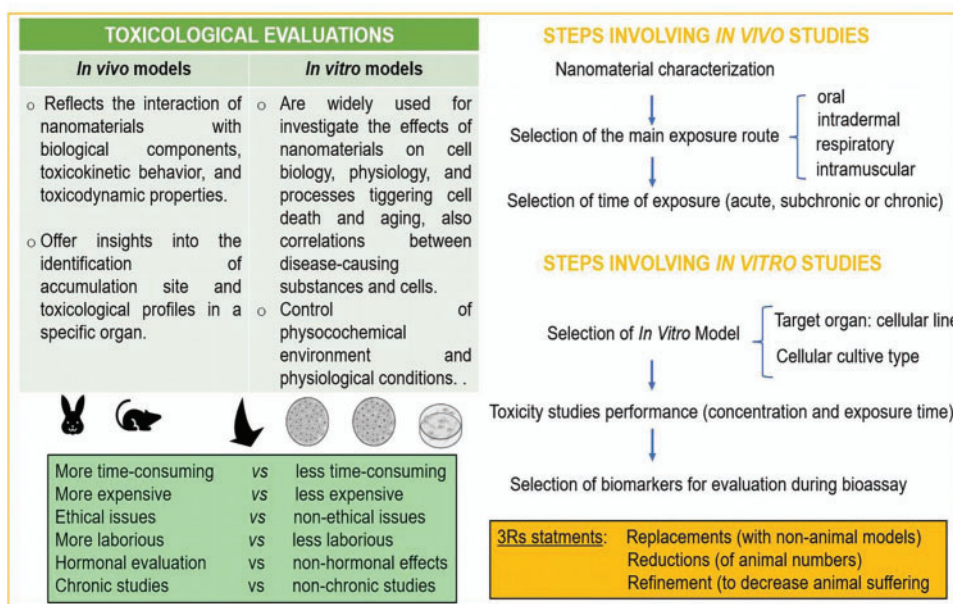 TOXICOLOGICAL EVALUATIONS
In vivo models
o Reflects the interaction of
nanomaterials with
biological components,
toxicokinetic behavior, and
toxicodynamic properties.
o Offer insights into the
identification of
accumulation site and
toxicological profiles in a
specific organ.
In vitro models
o Are widely used for
investigate the effects of
nanomaterials on cell
biology, physiology, and
processes tiggering cell
death and aging, also
correlations between
disease-causing
substances and cells.
o Control of
physocochemical
environment and
physiological conditions. .
More time-consuming vs less time-consuming
More expensive vs less expensive
Ethical issues vs non-ethical issues
More laborious vs less laborious
Hormonal evaluation vs non-hormonal effects
Chronic studies vs non-chronic studies
STEPS INVOLVING IN VIVO STUDIES
Nanomaterial characterization
Selection of the main exposure route
oral
intradermal
respiratory
intramuscular
Selection of time of exposure (acute, subchronic or chronic)
STEPS INVOLVING IN VITRO STUDIES
Selection of In Vitro Model
Target organ: cellular line
Cellular cultive type
Toxicity studies performance (concentration and exposure time)
Selection of biomarkers for evaluation during bioassay
3Rs statments: Replacements (with non-animal models)
Reductions (of animal numbers)
Refinement (to decrease animal suffering